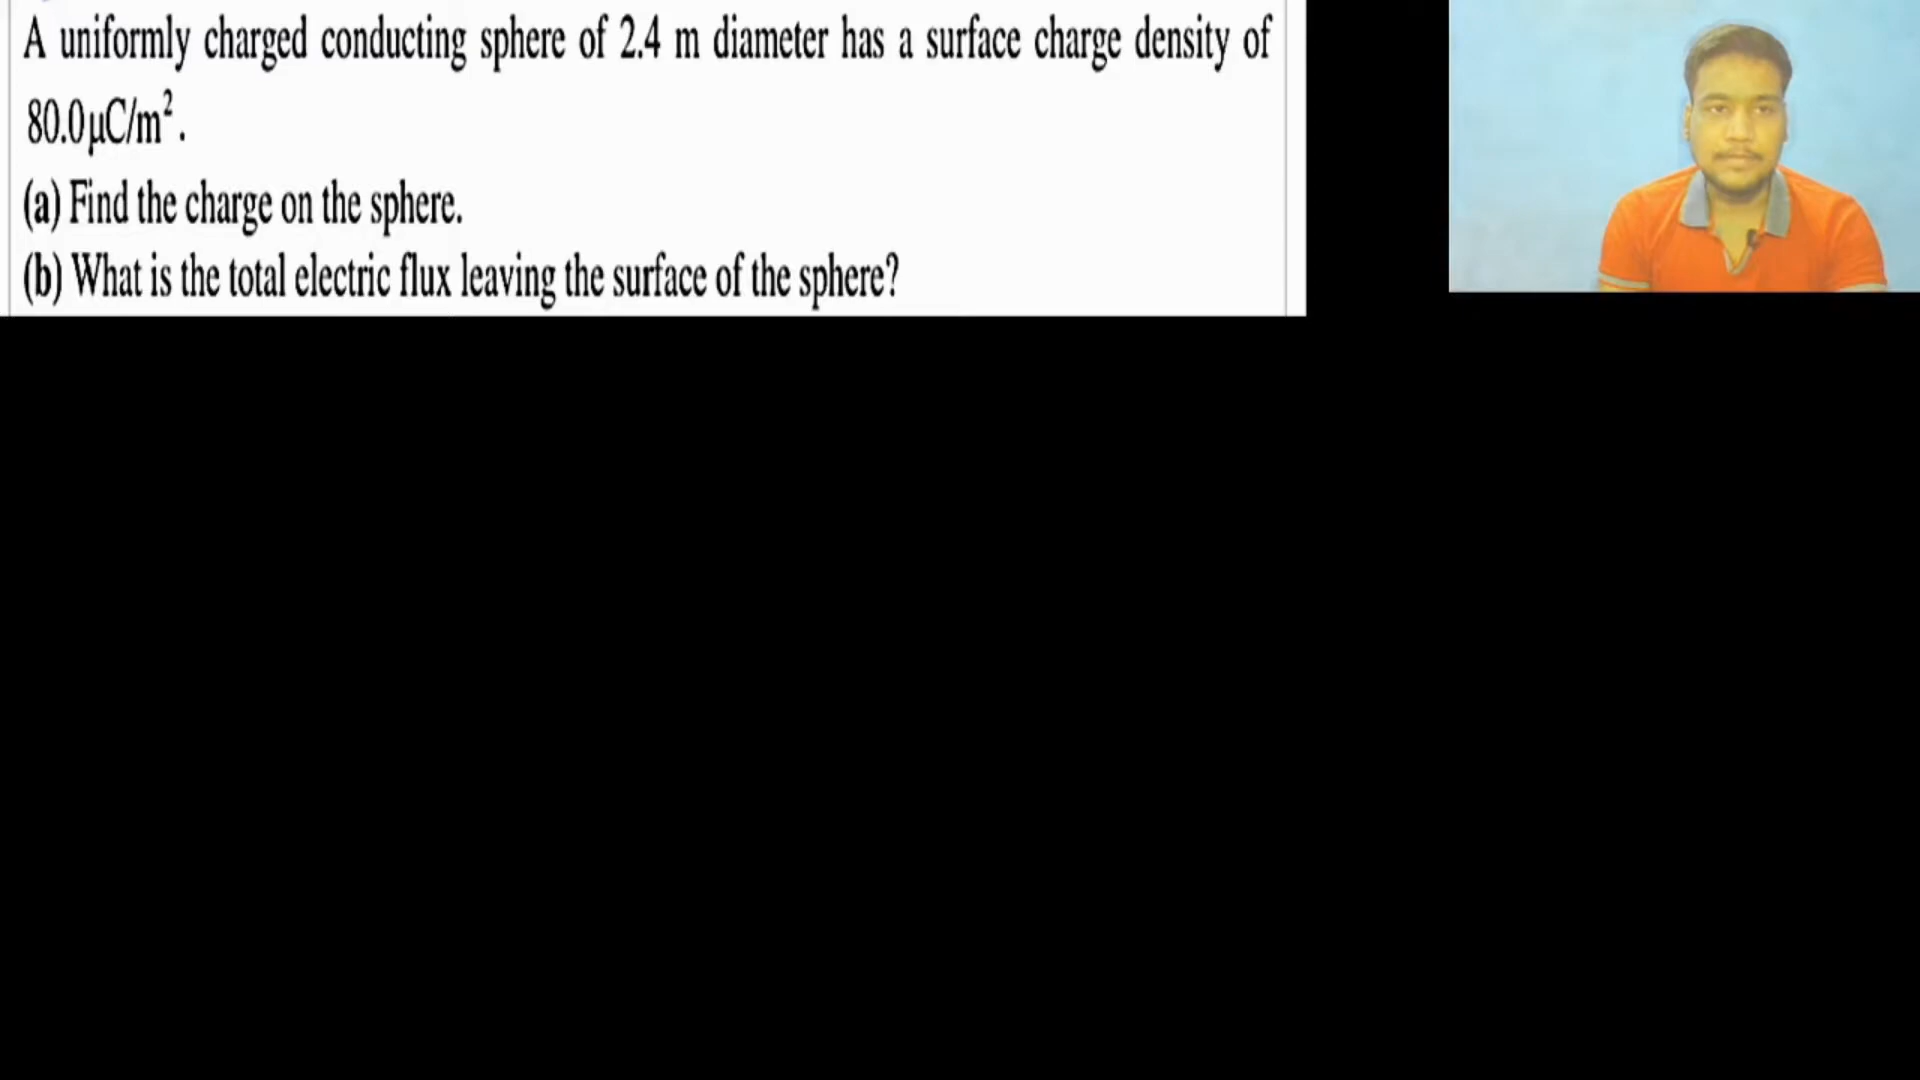 A uniformly charged conducting sphere of 2.4 m diameter has a surface charge density of
80.0µC/m².
(a) Find the charge on the sphere.
(b) What is the total electric flux leaving the surface of the sphere?